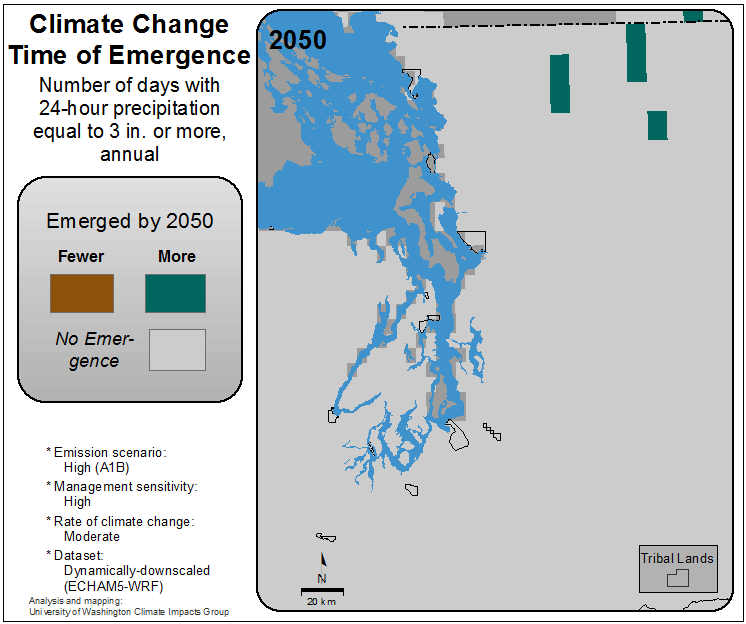 Climate Change
Time of Emergence
Number of days with
24-hour precipitation
equal to 3 in. or more,
annual
Emerged by 2050
Fewer
More
No Emer-
gence
* Emission scenario:
High (A1B)
* Management sensitivity:
High
* Rate of climate change:
Moderate
* Dataset:
Dynamically-downscaled
(ECHAM5-WRF)
Analysis and mapping:
University of Washington Climate Impacts Group
2050
N
20 km
Tribal Lands